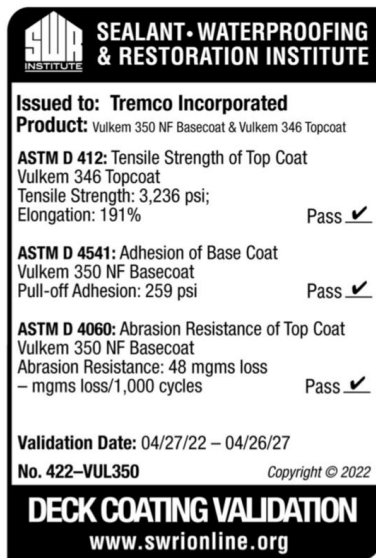 SWR
INSTITUTE
SEALANT • WATERPROOFING
& RESTORATION INSTITUTE
Issued to: Tremco Incorporated
Product: Vulkem 350 NF Basecoat & Vulkem 346 Topcoat
ASTM D 412: Tensile Strength of Top Coat
Vulkem 346 Topcoat
Tensile Strength: 3,236 psi;
Elongation: 191% Pass ✔
ASTM D 4541: Adhesion of Base Coat
Vulkem 350 NF Basecoat
Pull-off Adhesion: 259 psi Pass ✔
ASTM D 4060: Abrasion Resistance of Top Coat
Vulkem 350 NF Basecoat
Abrasion Resistance: 48 mgms loss
– mgms loss/1,000 cycles Pass ✔
Validation Date: 04/27/22 – 04/26/27
No. 422–VUL350 Copyright © 2022
DECK COATING VALIDATION
www.swrionline.org